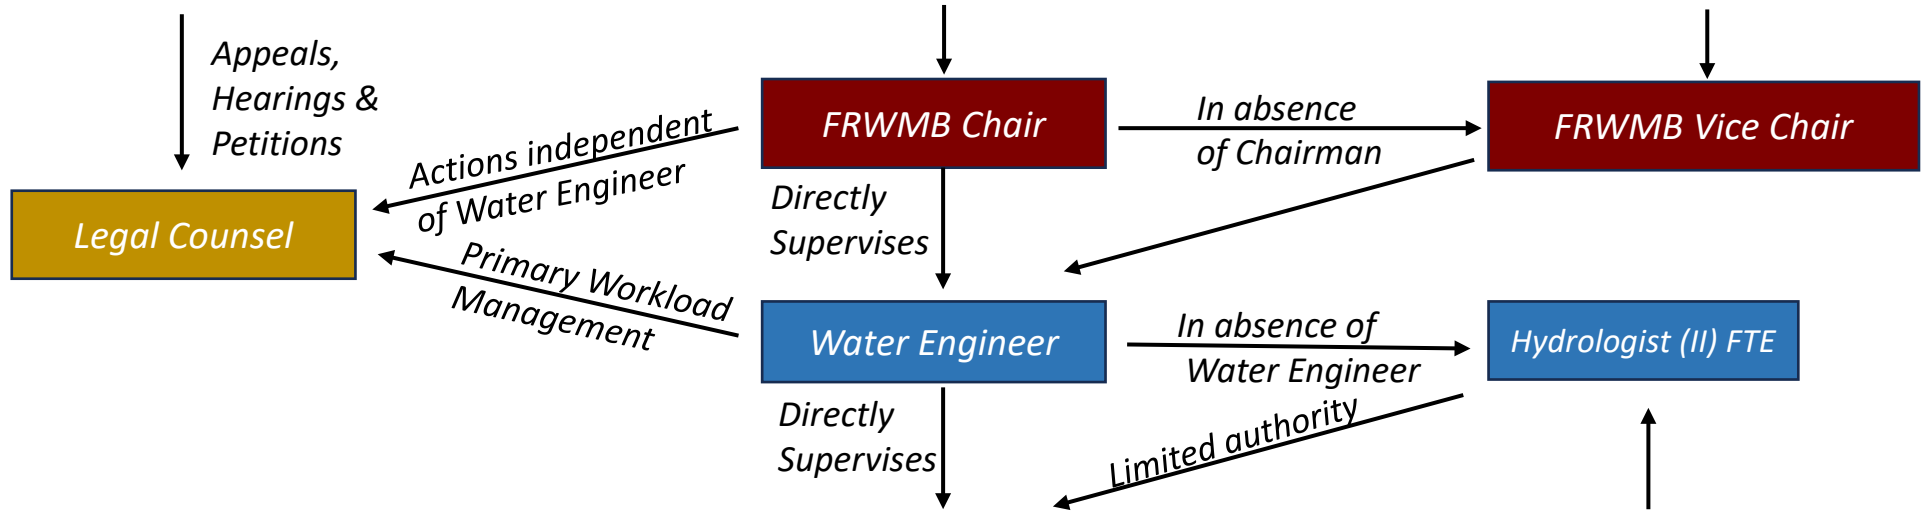 Appeals,
Hearings &
Petitions
FRWMB Chair
In absence
of Chairman
FRWMB Vice Chair
Actions independent
of Water Engineer
Directly
Supervises
Legal Counsel
Primary Workload
Management
Water Engineer
In absence of
Water Engineer
Hydrologist (II) FTE
Directly
Supervises
Limited authority